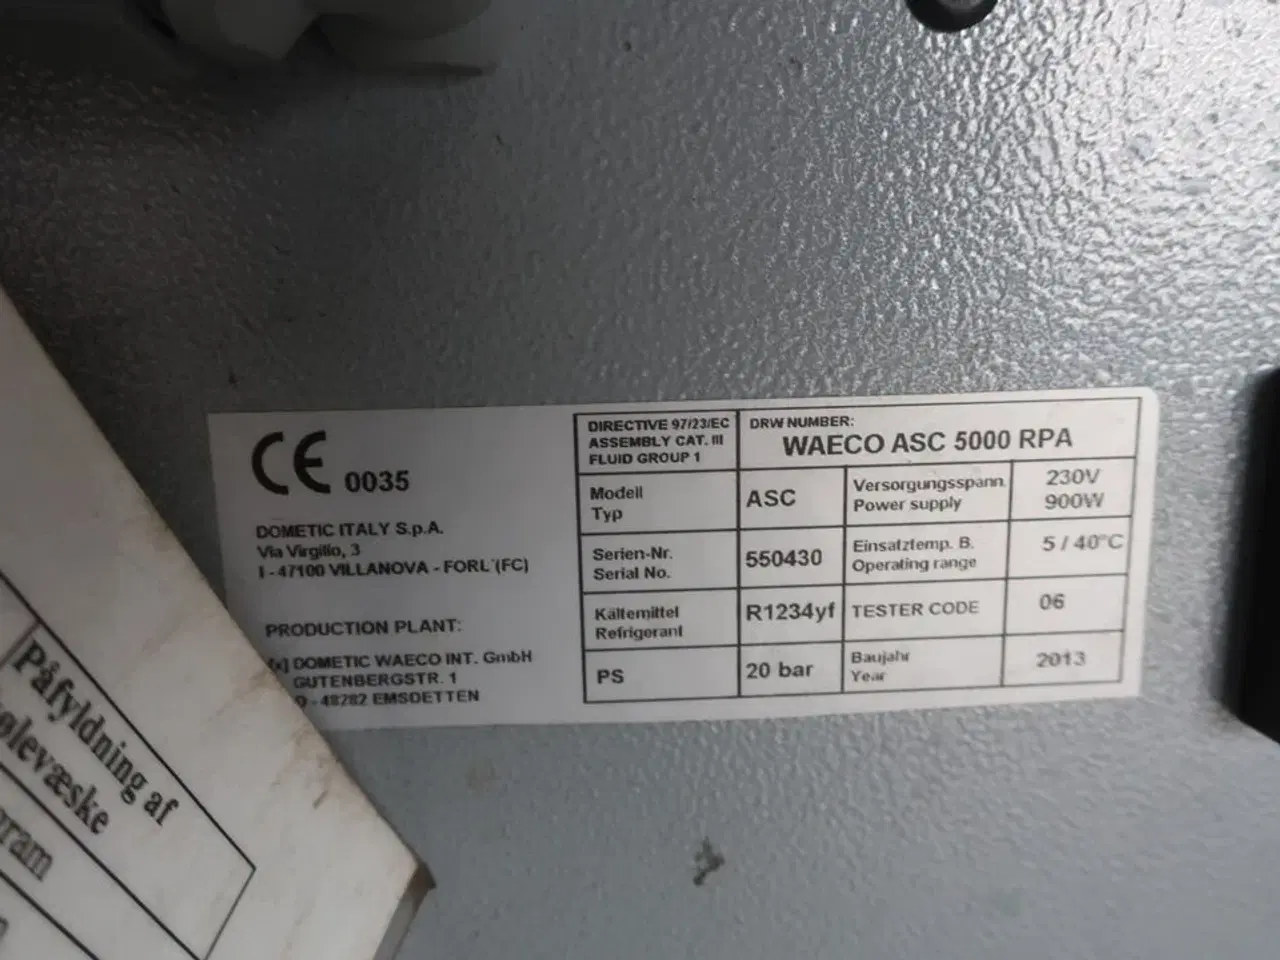 CE 0035
DOMETIC ITALY S.p.A.
Via Virgilio, 3
I - 47100 VILLANOVA - FORL`(FC)
PRODUCTION PLANT:
[x] DOMETIC WAECO INT. GmbH
GUTENBERGSTR. 1
D - 48282 EMSDETTEN
DIRECTIVE 97/23/EC
ASSEMBLY CAT. III
FLUID GROUP 1
DRW NUMBER:
WAECO ASC 5000 RPA
Modell
Typ
ASC
Versorgungsspann.
Power supply
230V
900W
Serien-Nr.
Serial No.
550430
Einsatztemp. B.
Operating range
5 / 40°C
Kältemittel
Refrigerant
R1234yf
TESTER CODE
06
PS
20 bar
Baujahr
Year
2013
Påfyldning af
ølevæske
ram